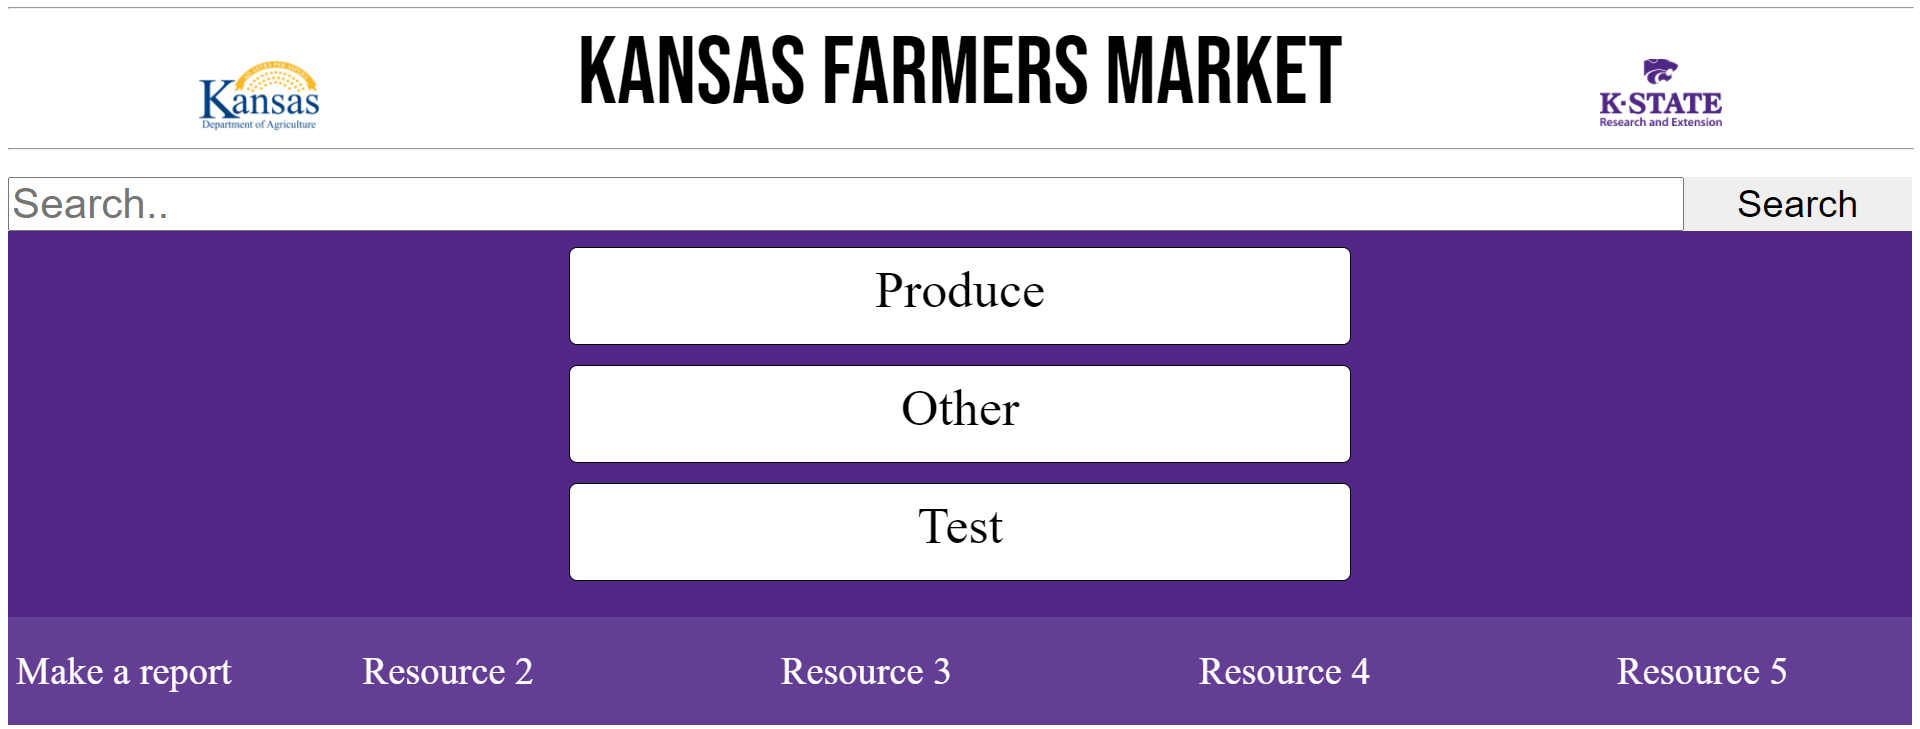 KANSAS FARMERS MARKET
Kansas
Department of Agriculture
K-STATE
Research and Extension
Search..
Search
Produce
Other
Test
Make a report
Resource 2
Resource 3
Resource 4
Resource 5